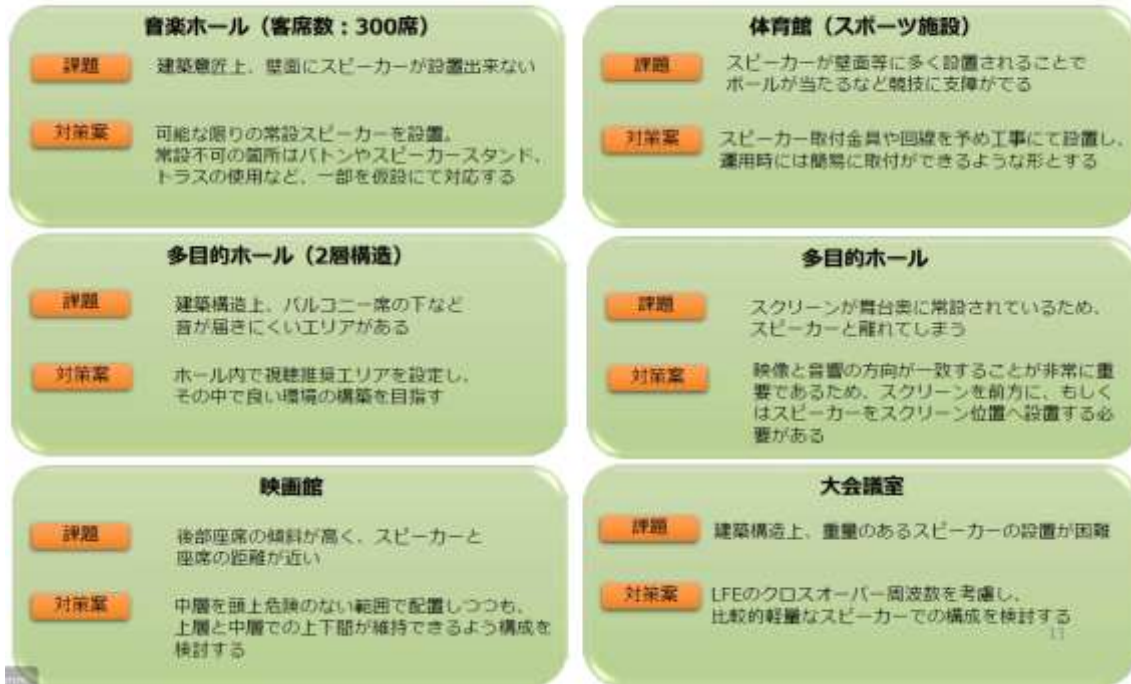 音楽ホール（客席数：300席）
課題
建築意匠上、壁面にスピーカーが設置出来ない
対策案
可能な限りの常設スピーカーを設置。
常設不可の箇所はバトンやスピーカースタンド、
トラスの使用など、一部を仮設にて対応する
体育館（スポーツ施設）
課題
スピーカーが壁面等に多く設置されることで
ボールが当たるなど競技に支障がでる
対策案
スピーカー取付金具や回線を予め工事にて設置し、
運用時には簡易に取付ができるような形とする
多目的ホール（2層構造）
課題
建築構造上、バルコニー席の下など
音が届きにくいエリアがある
対策案
ホール内で視聴推奨エリアを設定し、
その中で良い環境の構築を目指す
多目的ホール
課題
スクリーンが舞台奥に常設されているため、
スピーカーと離れてしまう
対策案
映像と音響の方向が一致することが非常に重
要であるため、スクリーンを前方に、もしく
はスピーカーをスクリーン位置へ設置する必
要がある
映画館
課題
後部座席の傾斜が高く、スピーカーと
座席の距離が近い
対策案
中層を頭上危険のない範囲で配置しつつも、
上層と中層での上下間が維持できるよう構成を
検討する
大会議室
課題
建築構造上、重量のあるスピーカーの設置が困難
対策案
LFEのクロスオーバー周波数を考慮し、
比較的軽量なスピーカーでの構成を検討する